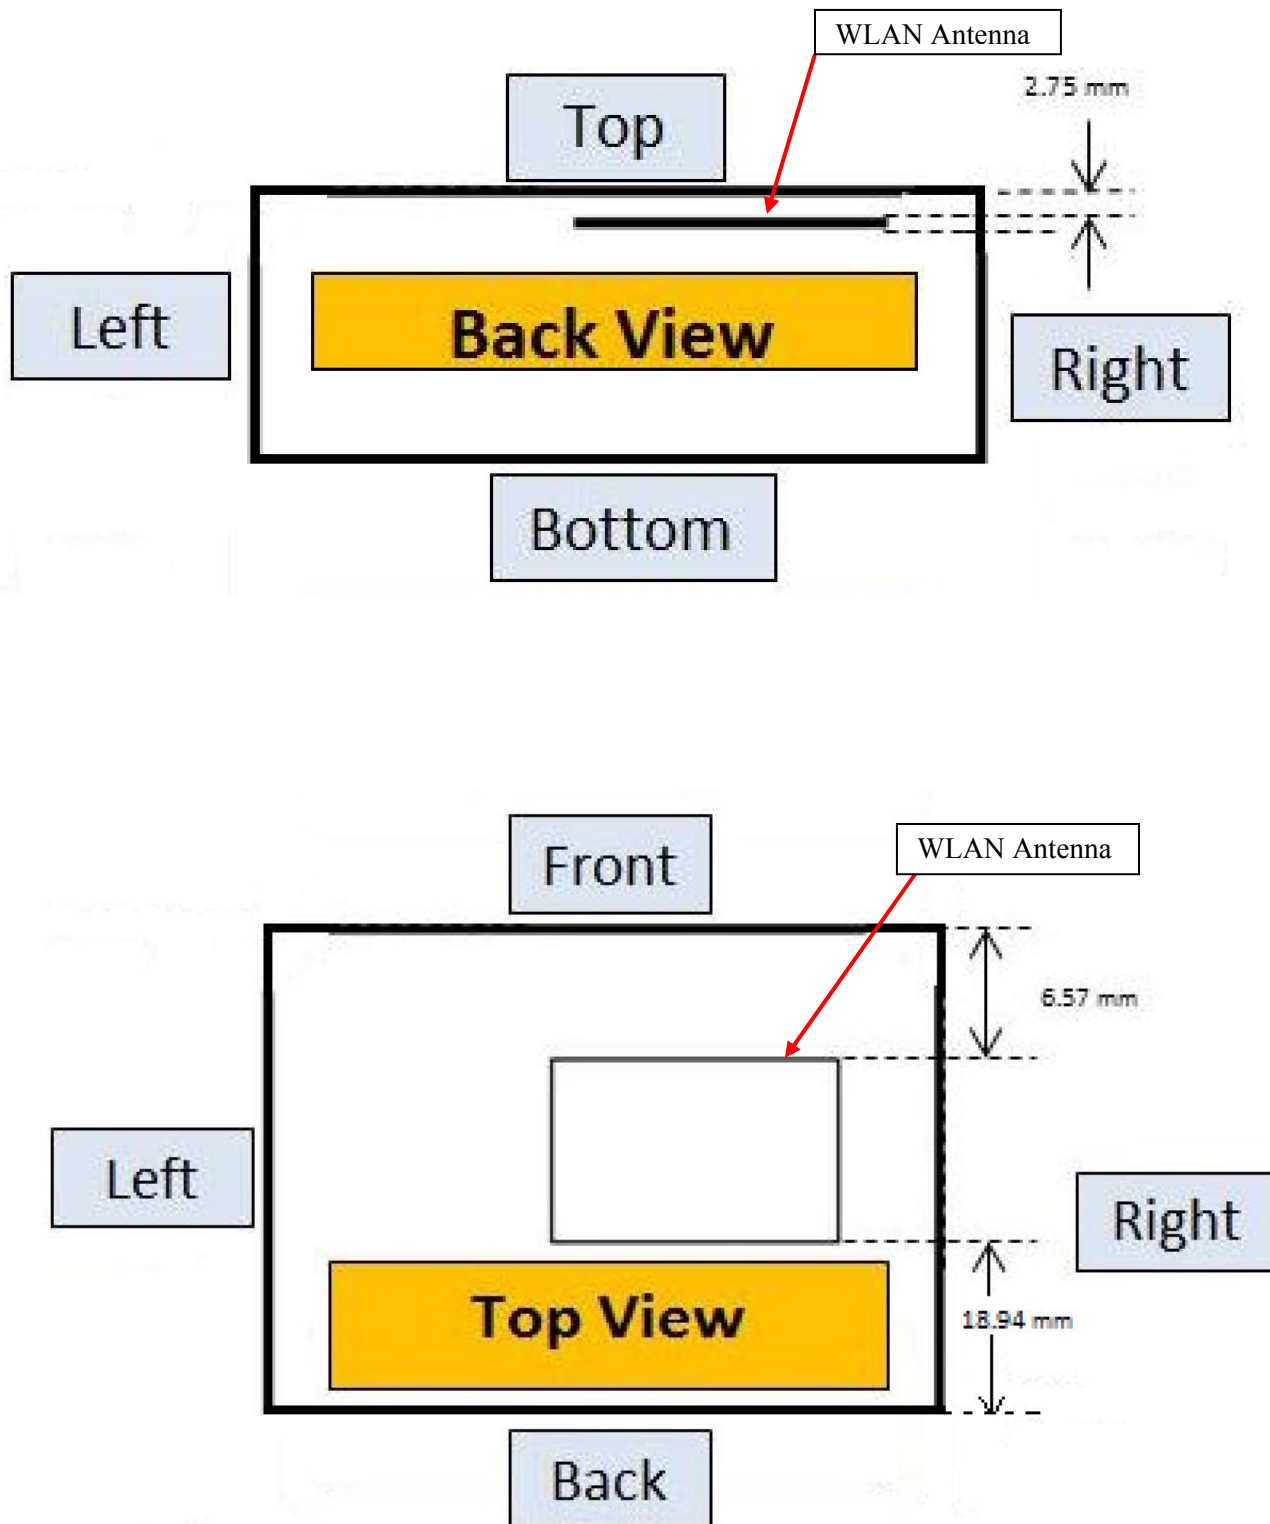 WLAN Antenna
2.75 mm
Top
Left
Back View
Right
Bottom
Front
WLAN Antenna
6.57 mm
Left
Right
Top View
18.94 mm
Back